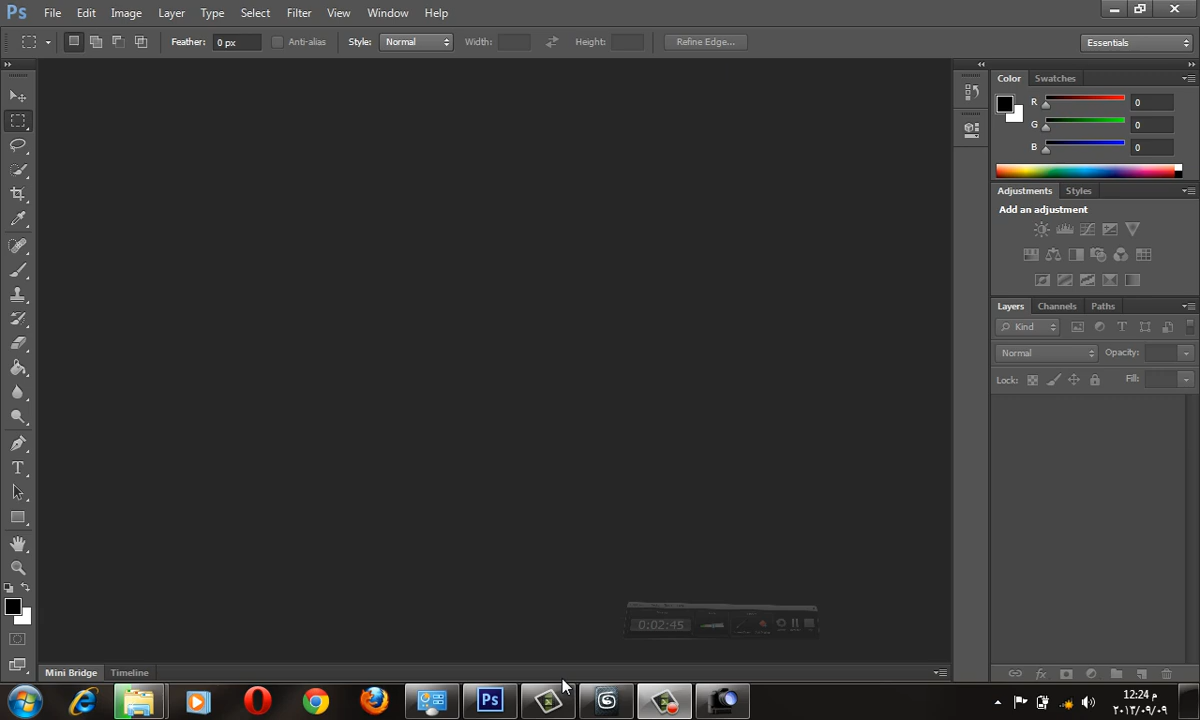 Ps File Edit Image Layer Type Select Filter View Window Help
Feather: 0 px Anti-alias Style: Normal Width: Height: Refine Edge... Essentials
Color Swatches
R 0
G 0
B 0
Adjustments Styles
Add an adjustment
Layers Channels Paths
Kind
Normal Opacity:
Lock: Fill:
0:02:45
Mini Bridge Timeline
Ps
12:24 م
٢٠١٣/٠٩/٠٩